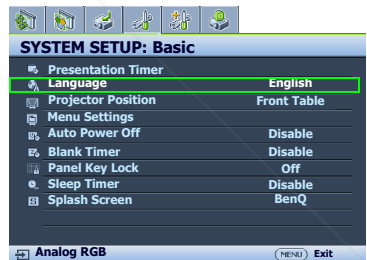 SYSTEM SETUP: Basic
Presentation Timer
Language English
Projector Position Front Table
Menu Settings
Auto Power Off Disable
Blank Timer Disable
Panel Key Lock Off
Sleep Timer Disable
Splash Screen BenQ
Analog RGB MENU Exit